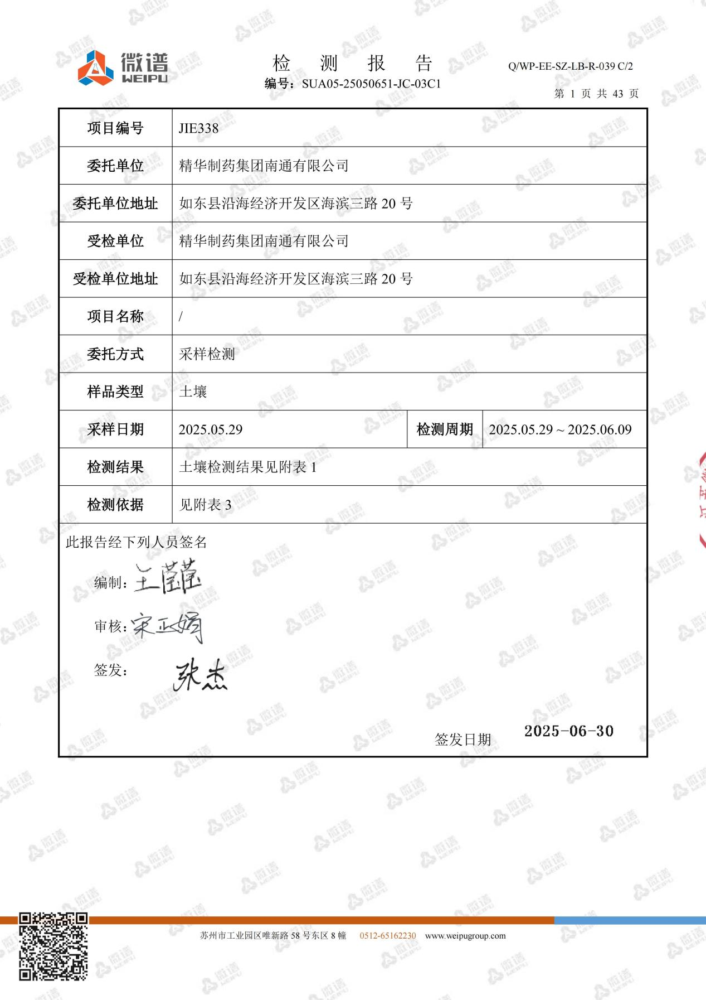 微谱
WEIPU
检 测 报 告
编号：SUA05-25050651-JC-03C1
Q/WP-EE-SZ-LB-R-039 C/2
第 1 页 共 43 页
项目编号 JIE338
委托单位 精华制药集团南通有限公司
委托单位地址 如东县沿海经济开发区海滨三路 20 号
受检单位 精华制药集团南通有限公司
受检单位地址 如东县沿海经济开发区海滨三路 20 号
项目名称 /
委托方式 采样检测
样品类型 土壤
采样日期 2025.05.29 检测周期 2025.05.29 ~ 2025.06.09
检测结果 土壤检测结果见附表 1
检测依据 见附表 3
此报告经下列人员签名
编制: 王莹莹
审核: 宋正娟
签发: 张杰
签发日期 2025-06-30
苏州市工业园区唯新路 58 号东区 8 幢 0512-65162230 www.weipugroup.com